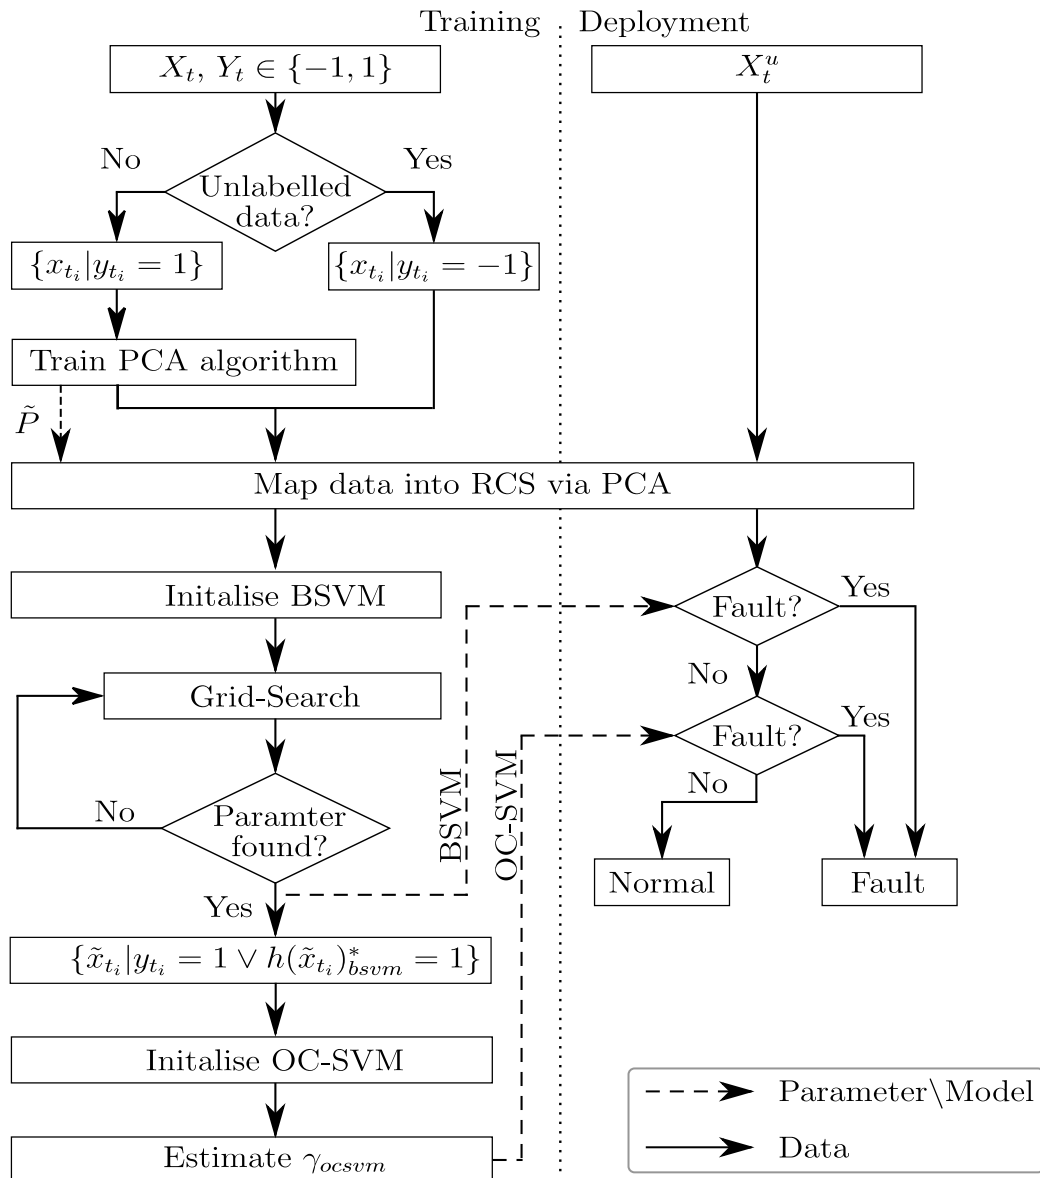 Training
Deployment
X_t, Y_t ∈ {−1, 1}
X_t^u
No
Yes
Unlabelled
data?
{x_{t_i}|y_{t_i} = 1}
{x_{t_i}|y_{t_i} = −1}
Train PCA algorithm
P̃
Map data into RCS via PCA
Initalise BSVM
Fault?
Yes
No
Grid-Search
Fault?
Yes
No
BSVM
OC-SVM
No
Paramter
found?
Normal
Fault
Yes
{x̃_{t_i}|y_{t_i} = 1 ∨ h(x̃_{t_i})^*_{bsvm} = 1}
Initalise OC-SVM
Estimate γ_{ocsvm}
Parameter\Model
Data